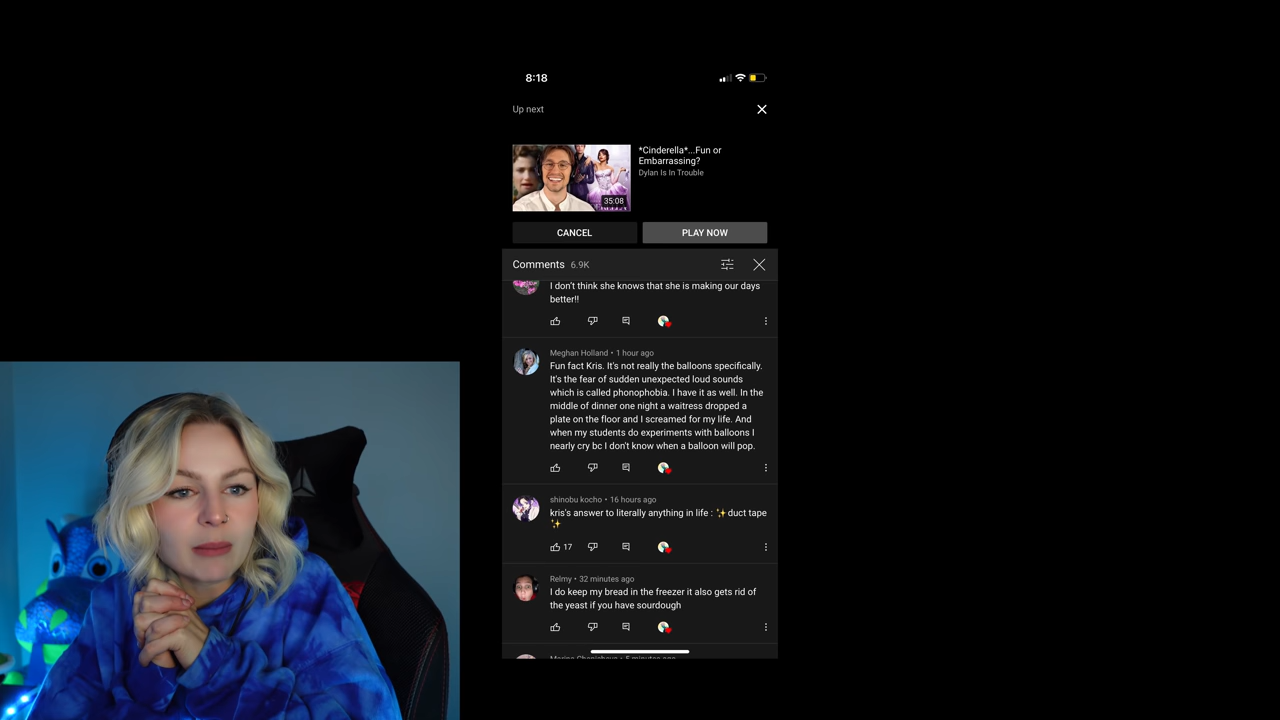 8:18
Up next
*Cinderella*...Fun or
Embarrassing?
Dylan Is In Trouble
35:08
CANCEL
PLAY NOW
Comments 6.9K
I don't think she knows that she is making our days
better!!
Meghan Holland • 1 hour ago
Fun fact Kris. It's not really the balloons specifically.
It's the fear of sudden unexpected loud sounds
which is called phonophobia. I have it as well. In the
middle of dinner one night a waitress dropped a
plate on the floor and I screamed for my life. And
when my students do experiments with balloons I
nearly cry bc I don't know when a balloon will pop.
shinobu kocho • 16 hours ago
kris's answer to literally anything in life : ✨duct tape
✨
17
Relmy • 32 minutes ago
I do keep my bread in the freezer it also gets rid of
the yeast if you have sourdough